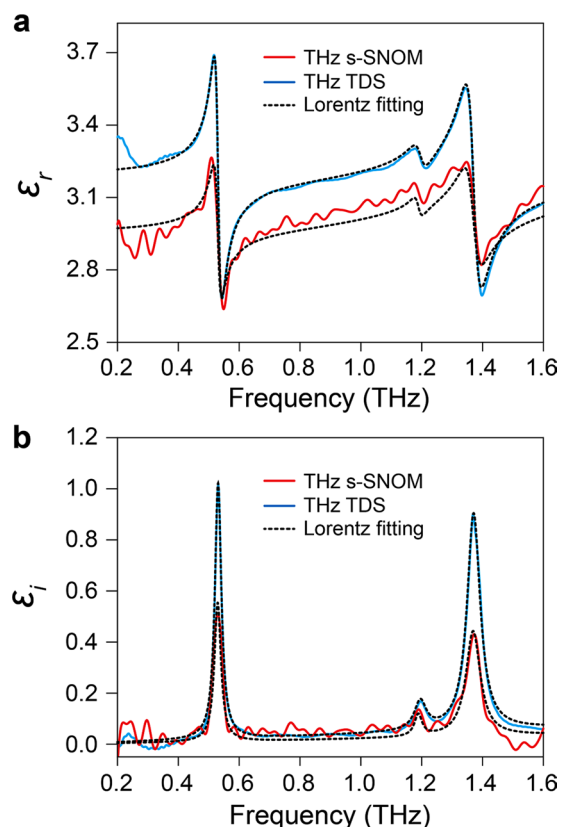 a
3.7
3.4
3.1
2.8
2.5
εr
THz s-SNOM
THz TDS
Lorentz fitting
0.2 0.4 0.6 0.8 1.0 1.2 1.4 1.6
Frequency (THz)
b
1.2
1.0
0.8
0.6
0.4
0.2
0.0
εi
THz s-SNOM
THz TDS
Lorentz fitting
0.2 0.4 0.6 0.8 1.0 1.2 1.4 1.6
Frequency (THz)